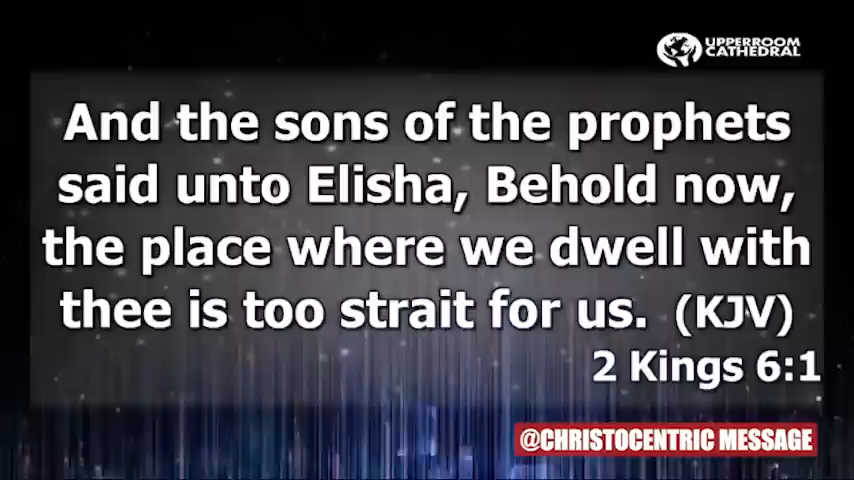 UPPERROOM
CATHEDRAL
And the sons of the prophets
said unto Elisha, Behold now,
the place where we dwell with
thee is too strait for us. (KJV)
2 Kings 6:1
@CHRISTOCENTRIC MESSAGE